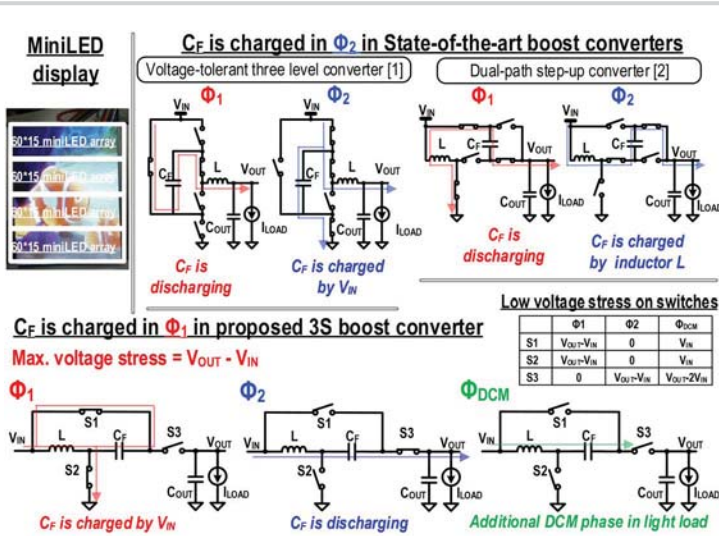 MiniLED
display
60*15 miniLED array
60*15 miniLED array
60*15 miniLED array
60*15 miniLED array
CF is charged in Φ2 in State-of-the-art boost converters
Voltage-tolerant three level converter [1]
Φ1
Φ2
VIN
VIN
CF
CF
L
L
VOUT
VOUT
COUT
COUT
ILOAD
ILOAD
CF is
discharging
CF is charged
by VIN
Dual-path step-up converter [2]
Φ1
Φ2
VIN
VIN
L
L
CF
CF
VOUT
VOUT
COUT
COUT
ILOAD
ILOAD
CF is
discharging
CF is charged
by inductor L
CF is charged in Φ1 in proposed 3S boost converter
Max. voltage stress = VOUT - VIN
Low voltage stress on switches
Φ1 Φ2 ΦDCM
S1 VOUT-VIN 0 VIN
S2 VOUT-VIN 0 VIN
S3 0 VOUT-VIN VOUT-2VIN
Φ1
S1
VIN L CF S3 VOUT
S2
COUT ILOAD
CF is charged by VIN
Φ2
S1
VIN L CF S3 VOUT
S2
COUT ILOAD
CF is discharging
ΦDCM
S1
VIN L CF S3 VOUT
S2
COUT ILOAD
Additional DCM phase in light load